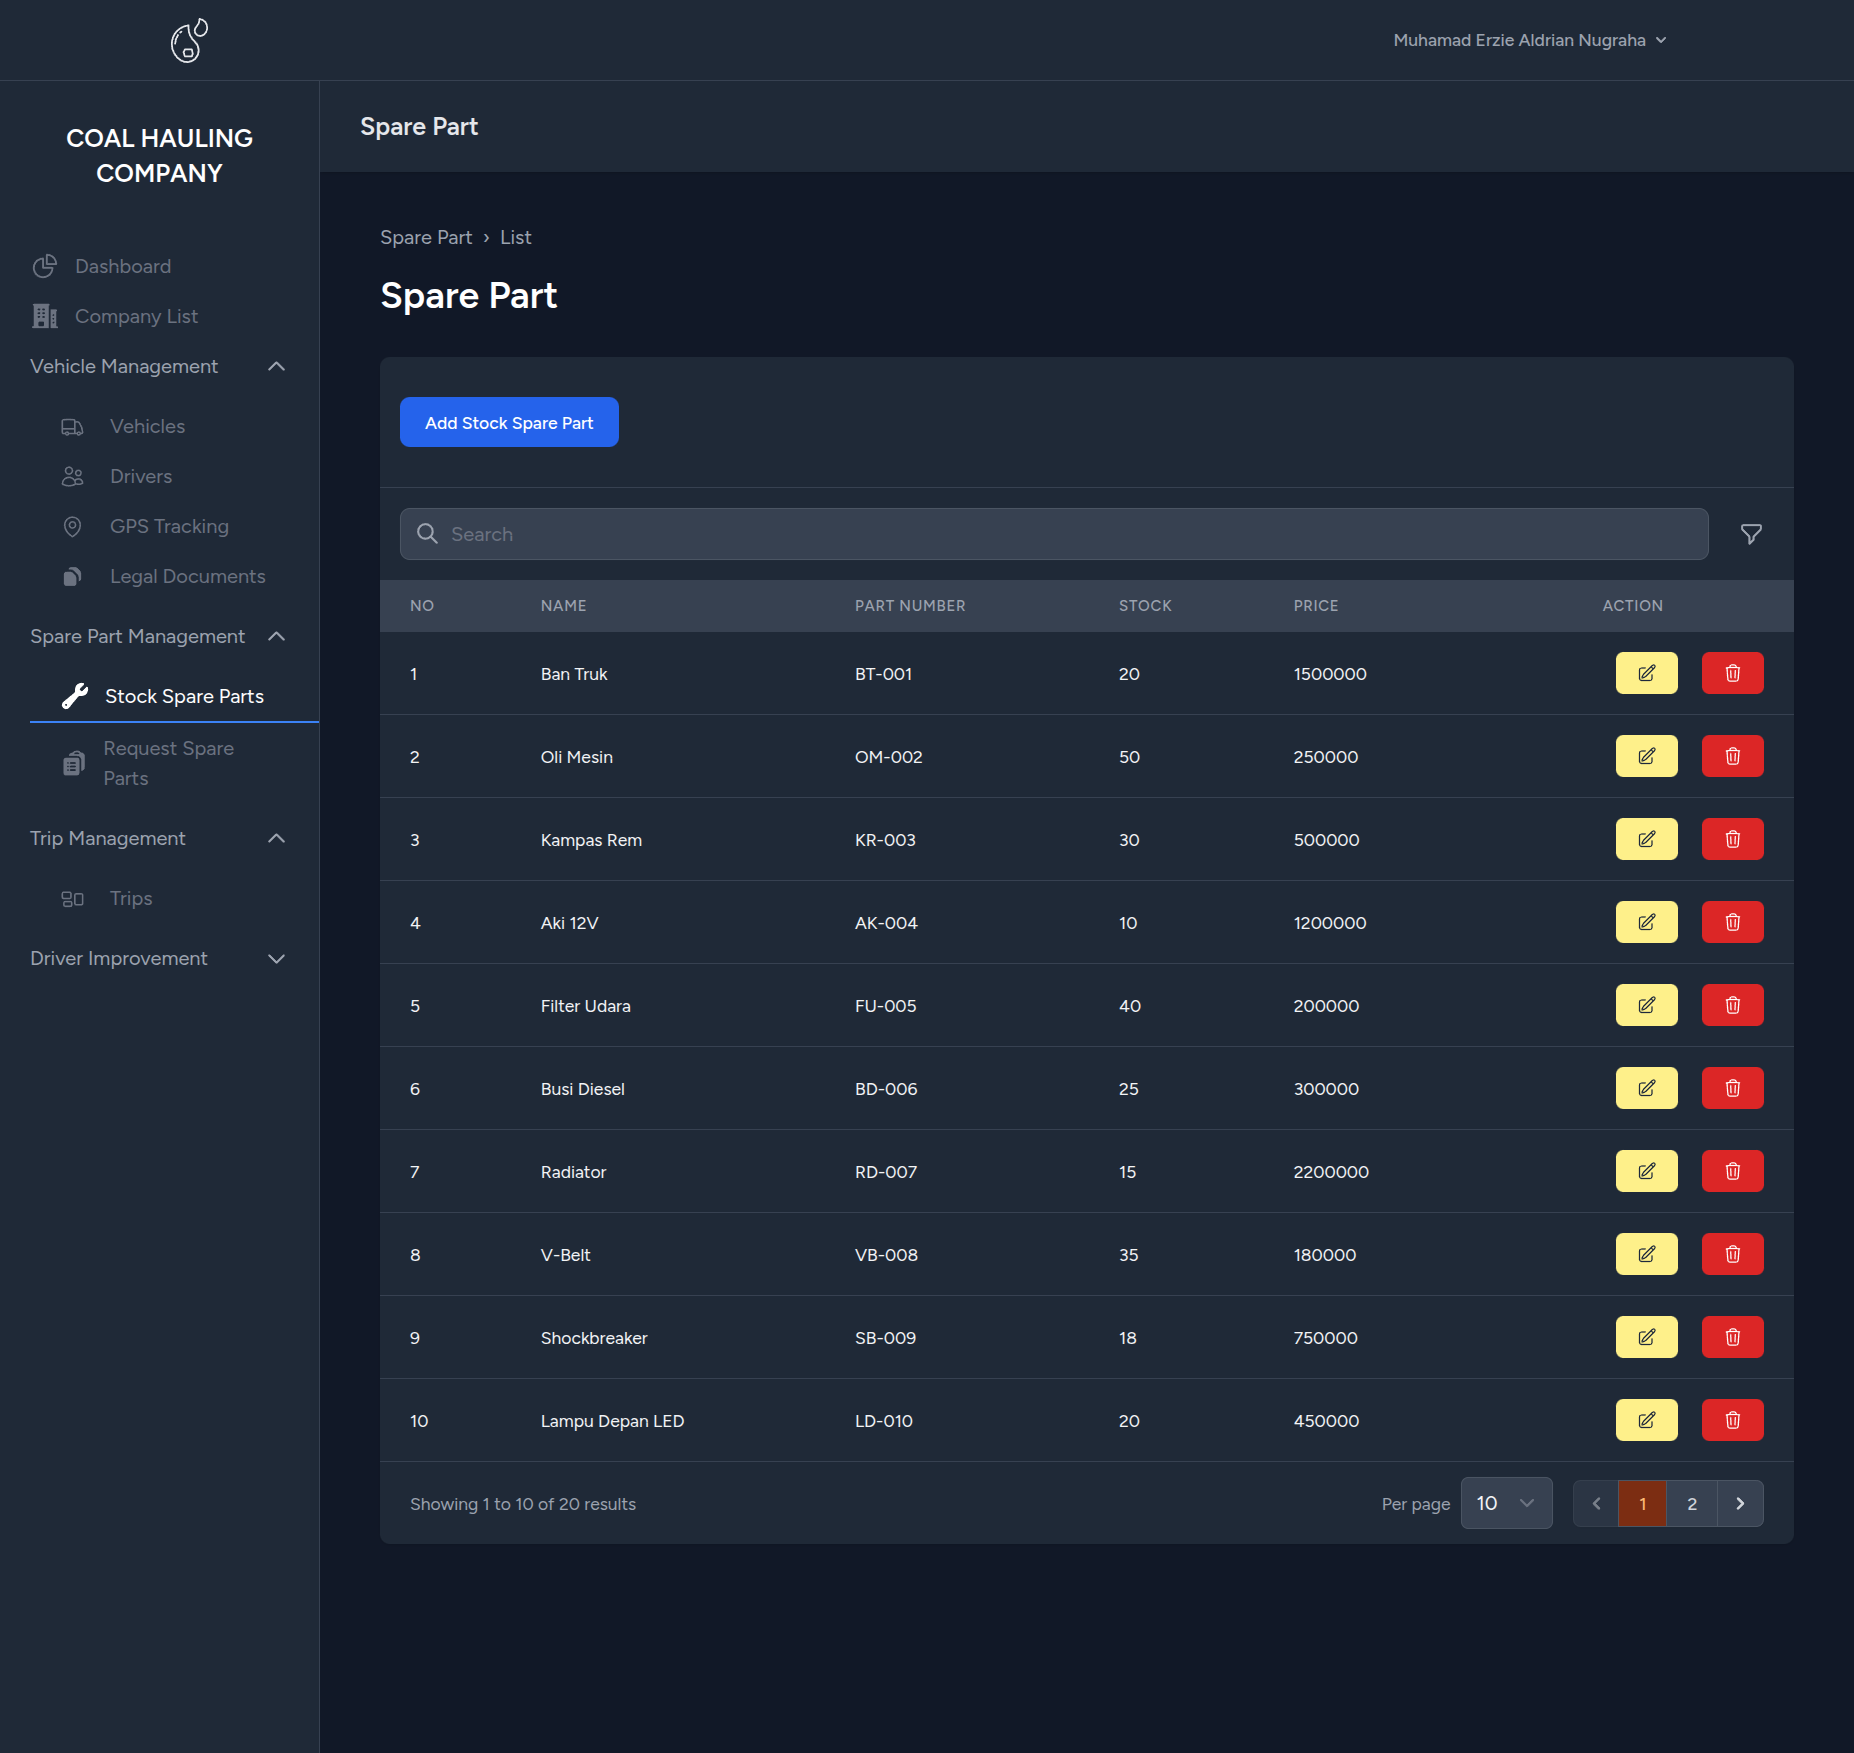 Muhamad Erzie Aldrian Nugraha
COAL HAULING
COMPANY
Dashboard
Company List
Vehicle Management
Vehicles
Drivers
GPS Tracking
Legal Documents
Spare Part Management
Stock Spare Parts
Request Spare
Parts
Trip Management
Trips
Driver Improvement
Spare Part
Spare Part › List
Spare Part
Add Stock Spare Part
Search
NO NAME PART NUMBER STOCK PRICE ACTION
1 Ban Truk BT-001 20 1500000
2 Oli Mesin OM-002 50 250000
3 Kampas Rem KR-003 30 500000
4 Aki 12V AK-004 10 1200000
5 Filter Udara FU-005 40 200000
6 Busi Diesel BD-006 25 300000
7 Radiator RD-007 15 2200000
8 V-Belt VB-008 35 180000
9 Shockbreaker SB-009 18 750000
10 Lampu Depan LED LD-010 20 450000
Showing 1 to 10 of 20 results Per page 10 1 2